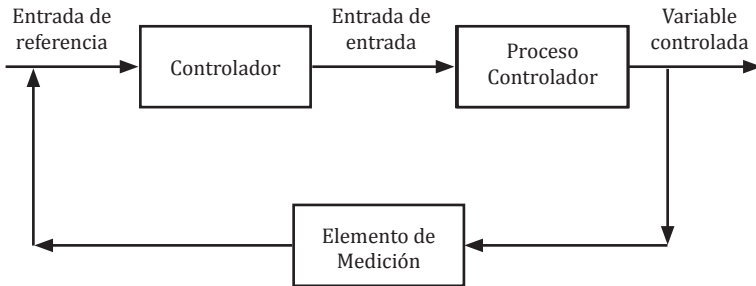 Entrada de
referencia
Controlador
Entrada de
entrada
Proceso
Controlador
Variable
controlada
Elemento de
Medición